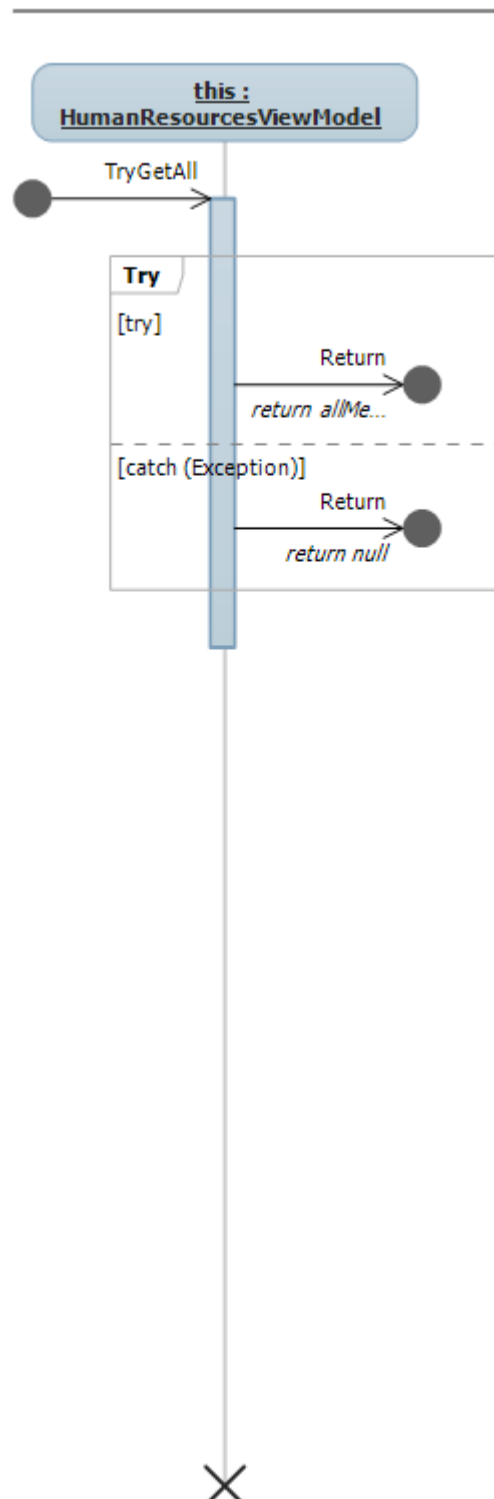 this :
HumanResourcesViewModel
TryGetAll
Try
[try]
Return
return allMe...
[catch (Exception)]
Return
return null